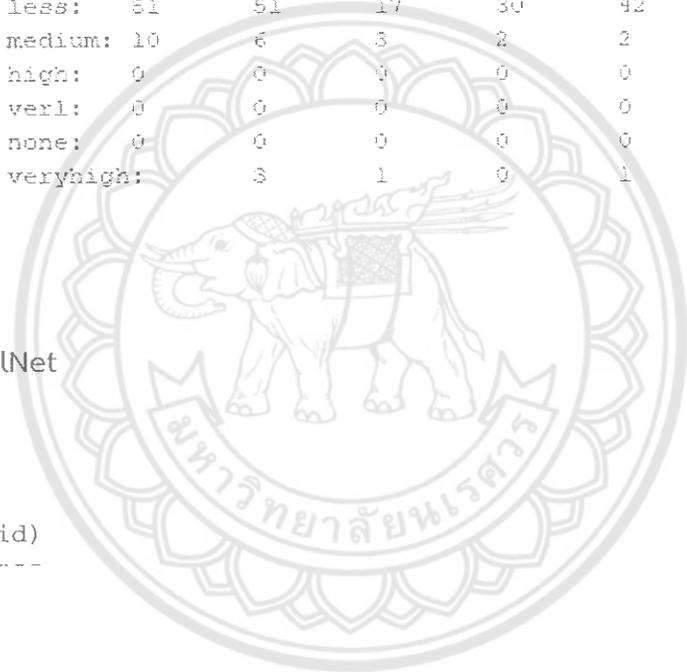 less: 51 51 17 30 42
medium: 10 6 3 2 2
high: 0 0 0 0 0
verl: 0 0 0 0 0
none: 0 0 0 0 0
veryhigh: 3 1 0 1
lNet
มหาวิทยาลัยนเรศวร
id)